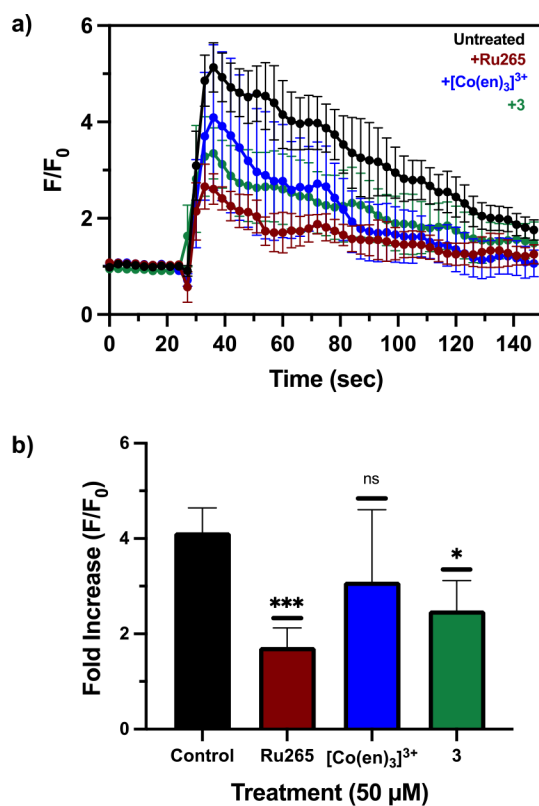 a)
Untreated
+Ru265
+[Co(en)₃]³⁺
+3
F/F₀
6
4
2
0
0 20 40 60 80 100 120 140
Time (sec)
b)
Fold Increase (F/F₀)
6
4
2
0
ns
***
*
Control Ru265 [Co(en)₃]³⁺ 3
Treatment (50 µM)